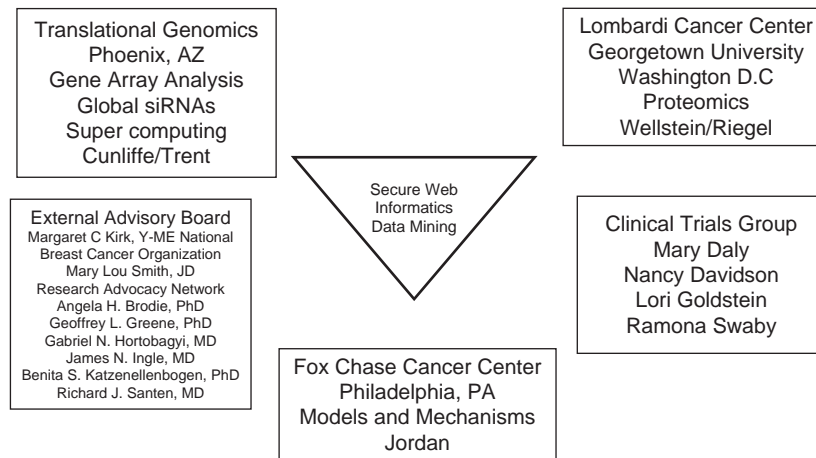 Translational Genomics
Phoenix, AZ
Gene Array Analysis
Global siRNAs
Super computing
Cunliffe/Trent
Lombardi Cancer Center
Georgetown University
Washington D.C
Proteomics
Wellstein/Riegel
Secure Web
Informatics
Data Mining
External Advisory Board
Margaret C Kirk, Y-ME National
Breast Cancer Organization
Mary Lou Smith, JD
Research Advocacy Network
Angela H. Brodie, PhD
Geoffrey L. Greene, PhD
Gabriel N. Hortobagyi, MD
James N. Ingle, MD
Benita S. Katzenellenbogen, PhD
Richard J. Santen, MD
Clinical Trials Group
Mary Daly
Nancy Davidson
Lori Goldstein
Ramona Swaby
Fox Chase Cancer Center
Philadelphia, PA
Models and Mechanisms
Jordan